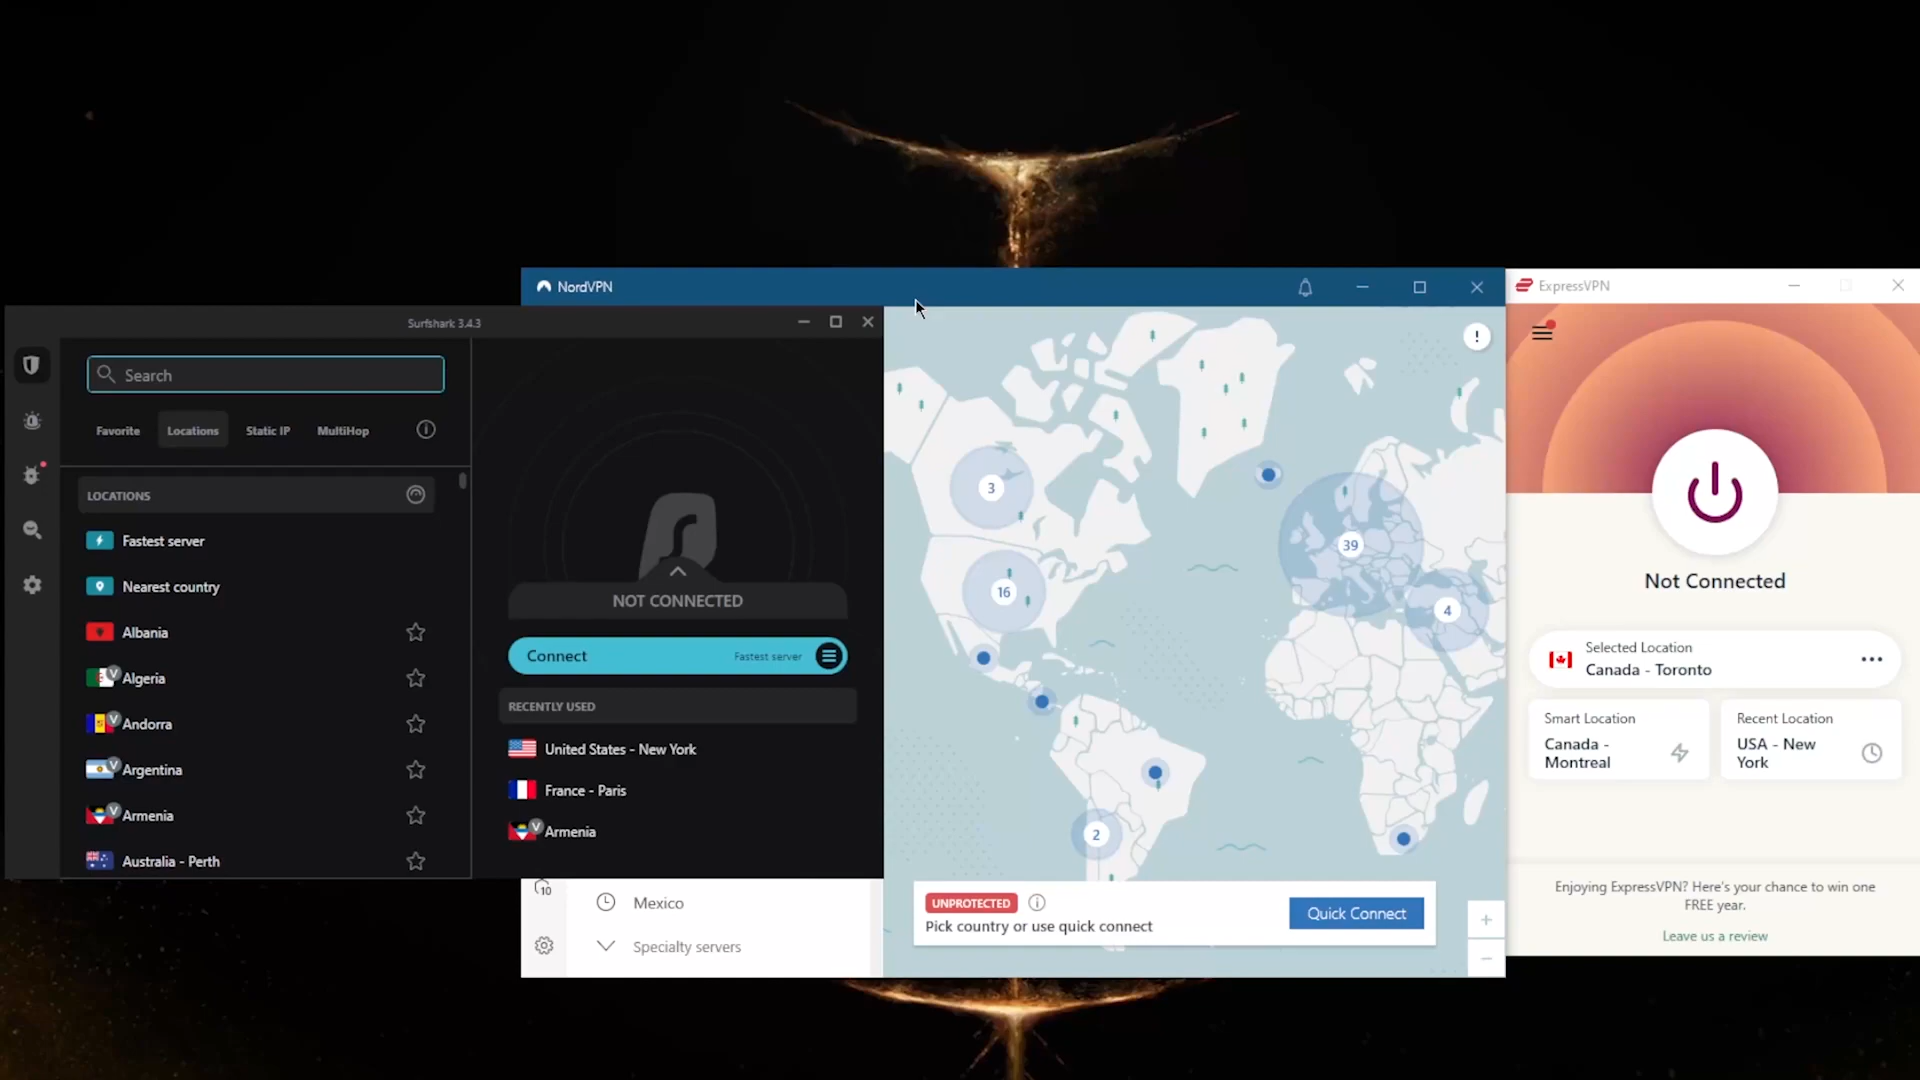 NordVPN
ExpressVPN
Surfshark 3.4.3
Search
Favorite
Locations
Static IP
MultiHop
LOCATIONS
Fastest server
Nearest country
Albania
V Algeria
V Andorra
V Argentina
V Armenia
Australia - Perth
NOT CONNECTED
Connect
Fastest server
RECENTLY USED
United States - New York
France - Paris
V Armenia
10
Mexico
Specialty servers
!
3
39
16
4
2
UNPROTECTED
Pick country or use quick connect
Quick Connect
+
−
Not Connected
Selected Location
Canada - Toronto
Smart Location
Canada -
Montreal
Recent Location
USA - New
York
Enjoying ExpressVPN? Here's your chance to win one
FREE year.
Leave us a review